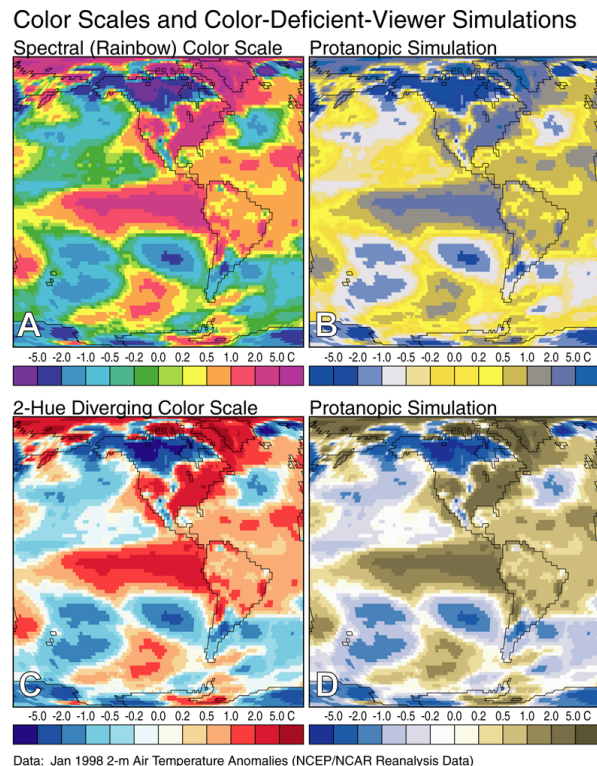 Color Scales and Color-Deficient-Viewer Simulations
Spectral (Rainbow) Color Scale
Protanopic Simulation
A
B
-5.0 -2.0 -1.0 -0.5 -0.2 0.0 0.2 0.5 1.0 2.0 5.0 C
-5.0 -2.0 -1.0 -0.5 -0.2 0.0 0.2 0.5 1.0 2.0 5.0 C
2-Hue Diverging Color Scale
Protanopic Simulation
C
D
-5.0 -2.0 -1.0 -0.5 -0.2 0.0 0.2 0.5 1.0 2.0 5.0 C
-5.0 -2.0 -1.0 -0.5 -0.2 0.0 0.2 0.5 1.0 2.0 5.0 C
Data: Jan 1998 2-m Air Temperature Anomalies (NCEP/NCAR Reanalysis Data)